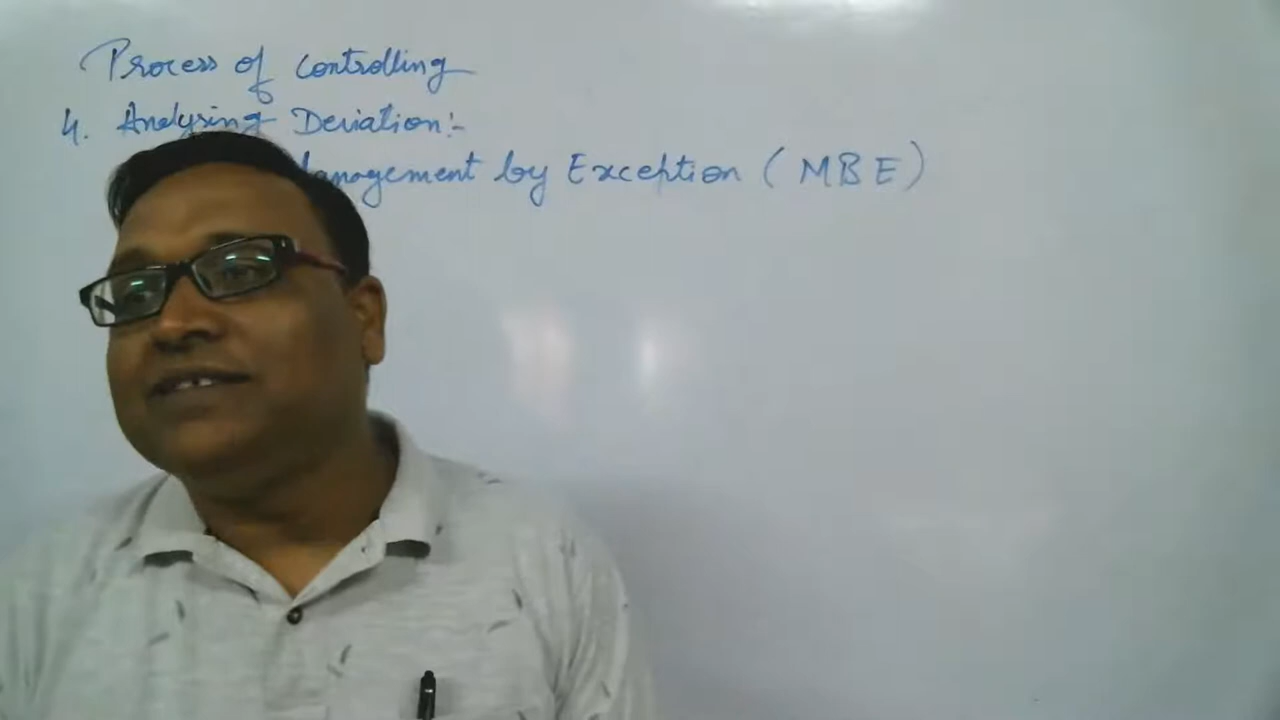 Process of controlling
4. Analysing Deviation:-
Management by Exception (MBE)